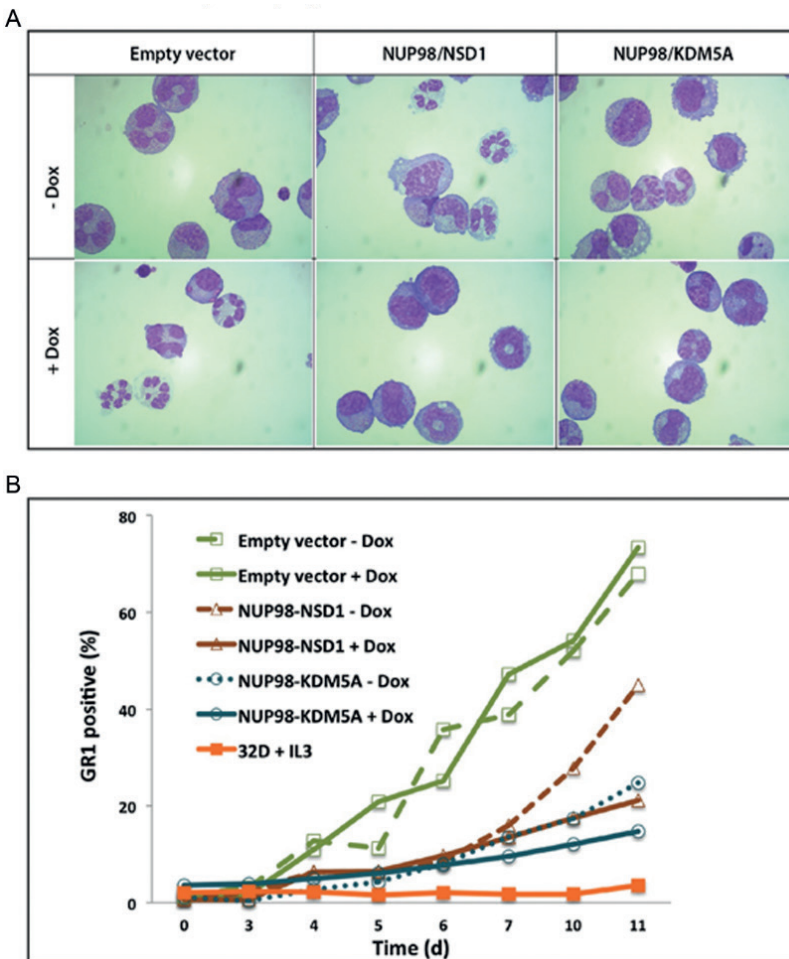 A
Empty vector NUP98/NSD1 NUP98/KDM5A
- Dox
+ Dox
B
80
60
40
20
0
GR1 positive (%)
Empty vector - Dox
Empty vector + Dox
NUP98-NSD1 - Dox
NUP98-NSD1 + Dox
NUP98-KDM5A - Dox
NUP98-KDM5A + Dox
32D + IL3
0 3 4 5 6 7 10 11
Time (d)